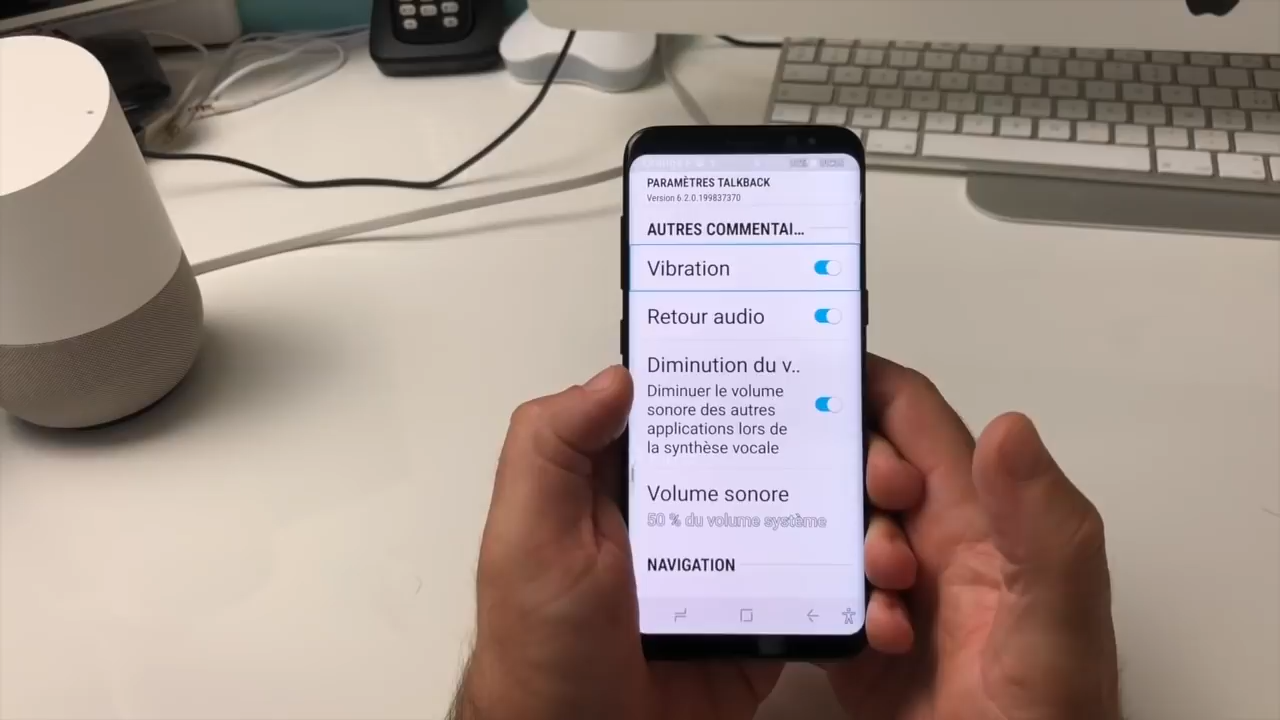 PARAMÈTRES TALKBACK
Version 6.2.0.199837370
AUTRES COMMENTAI...
Vibration
Retour audio
Diminution du v..
Diminuer le volume
sonore des autres
applications lors de
la synthèse vocale
Volume sonore
50 % du volume système
NAVIGATION